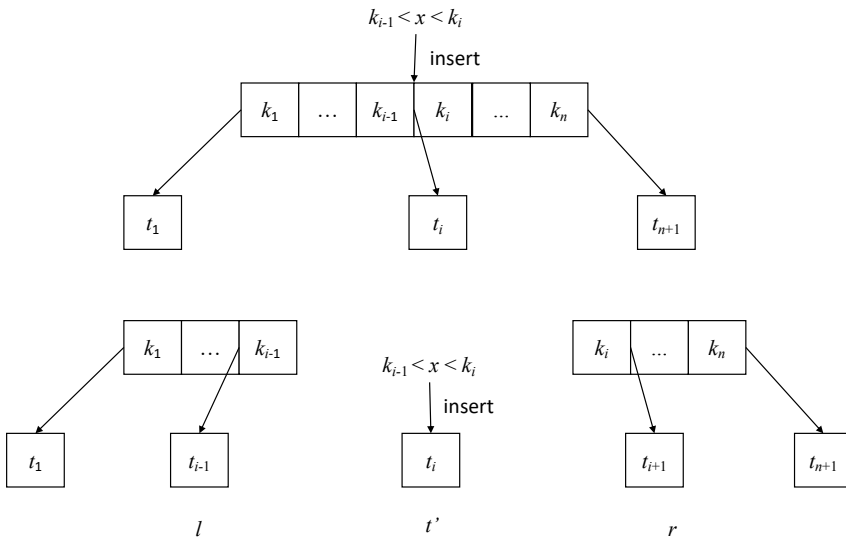 k_{i-1} < x < k_i
insert
k_1 … k_{i-1} k_i ... k_n
t_1 t_i t_{n+1}
k_1 … k_{i-1} k_i ... k_n
k_{i-1} < x < k_i
insert
t_1 t_{i-1} t_i t_{i+1} t_{n+1}
l t' r